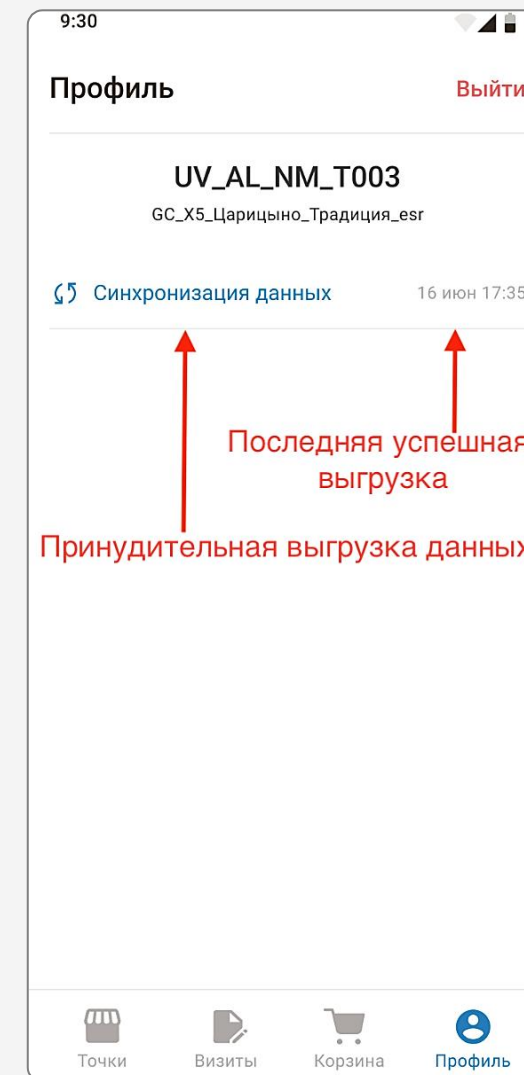 9:30
Профиль
Выйти
UV_AL_NM_T003
GC_X5_Царицыно_Традиция_esr
Синхронизация данных
16 июн 17:35
Последняя успешная
выгрузка
Принудительная выгрузка данных
Точки
Визиты
Корзина
Профиль